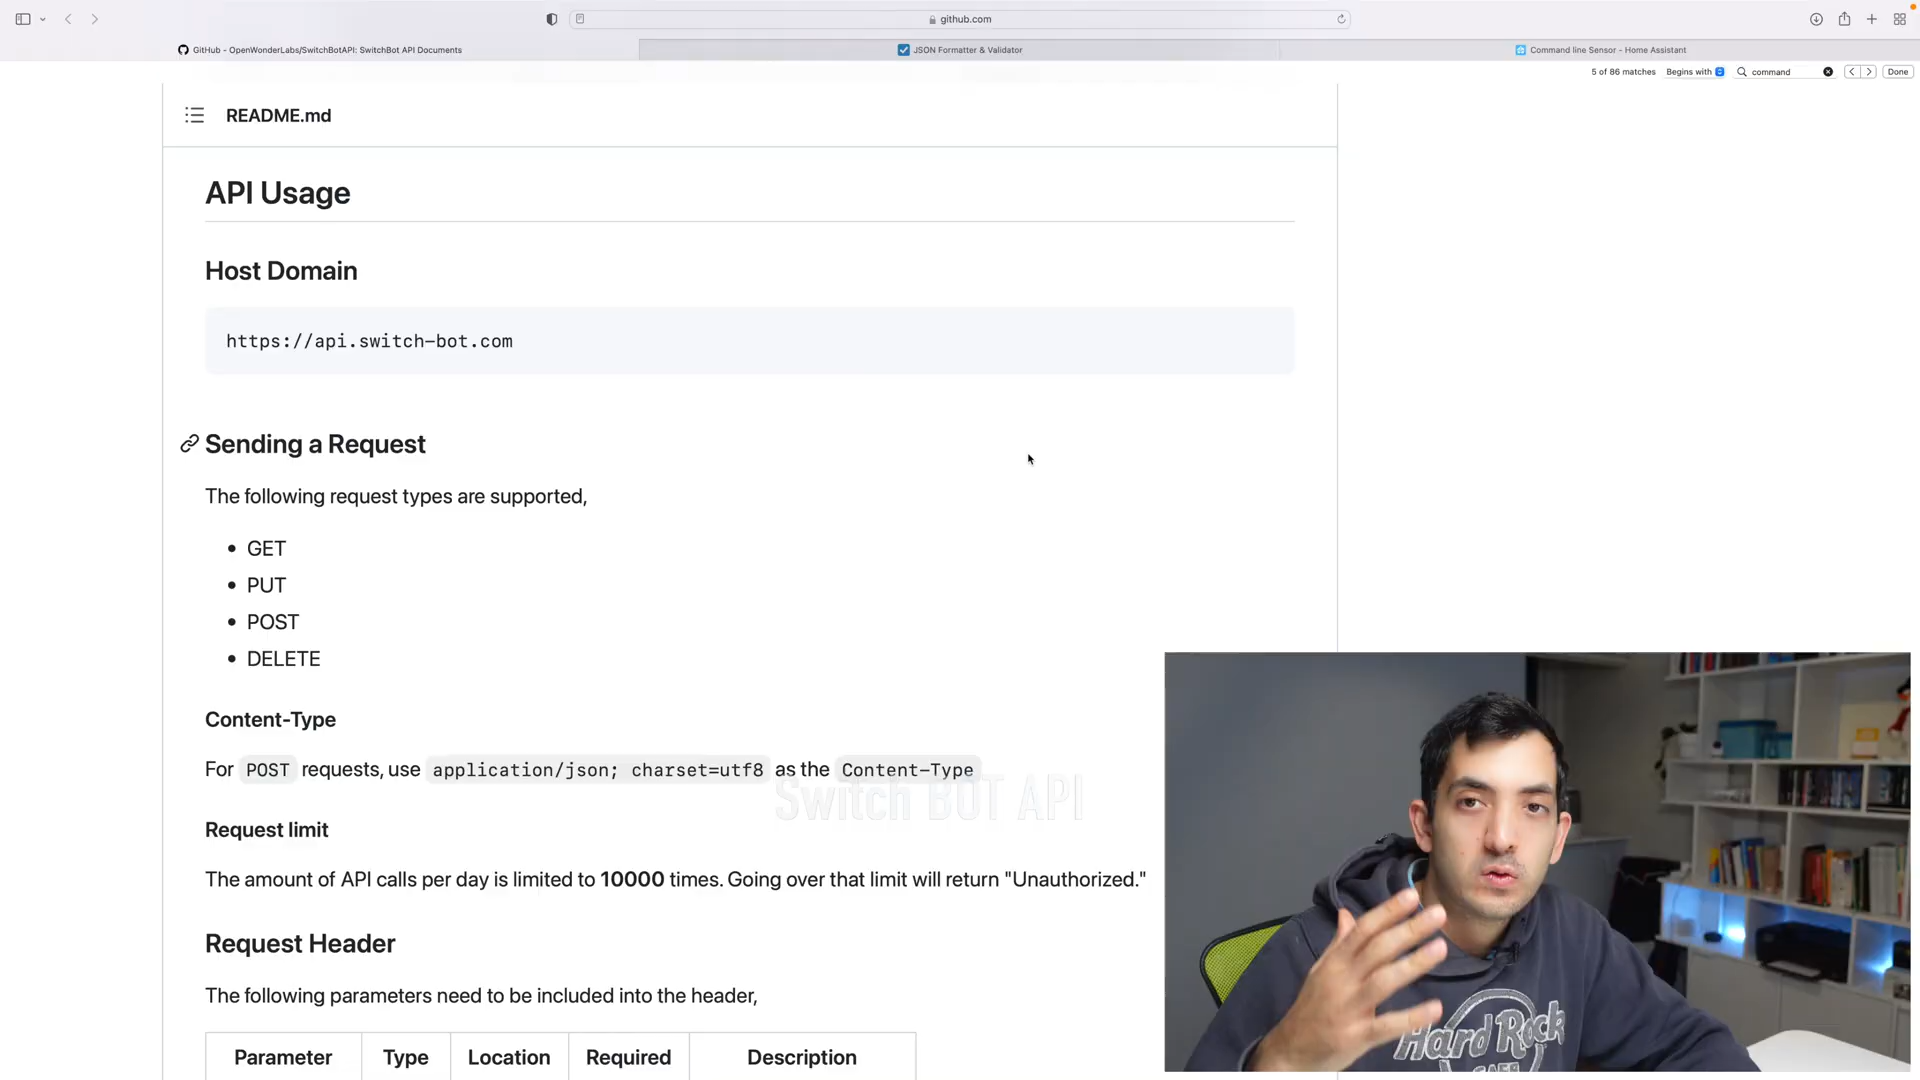 github.com
GitHub - OpenWonderLabs/SwitchBotAPI: SwitchBot API Documents
JSON Formatter & Validator
Command line Sensor - Home Assistant
5 of 86 matches
Begins with
command
Done
README.md
API Usage
Host Domain
https://api.switch-bot.com
Sending a Request
The following request types are supported,
• GET
• PUT
• POST
• DELETE
Content-Type
For POST requests, use application/json; charset=utf8 as the Content-Type
Switch BOT API
Request limit
The amount of API calls per day is limited to 10000 times. Going over that limit will return "Unauthorized."
Request Header
The following parameters need to be included into the header,
Parameter Type Location Required Description
Hard Rock
CAFE